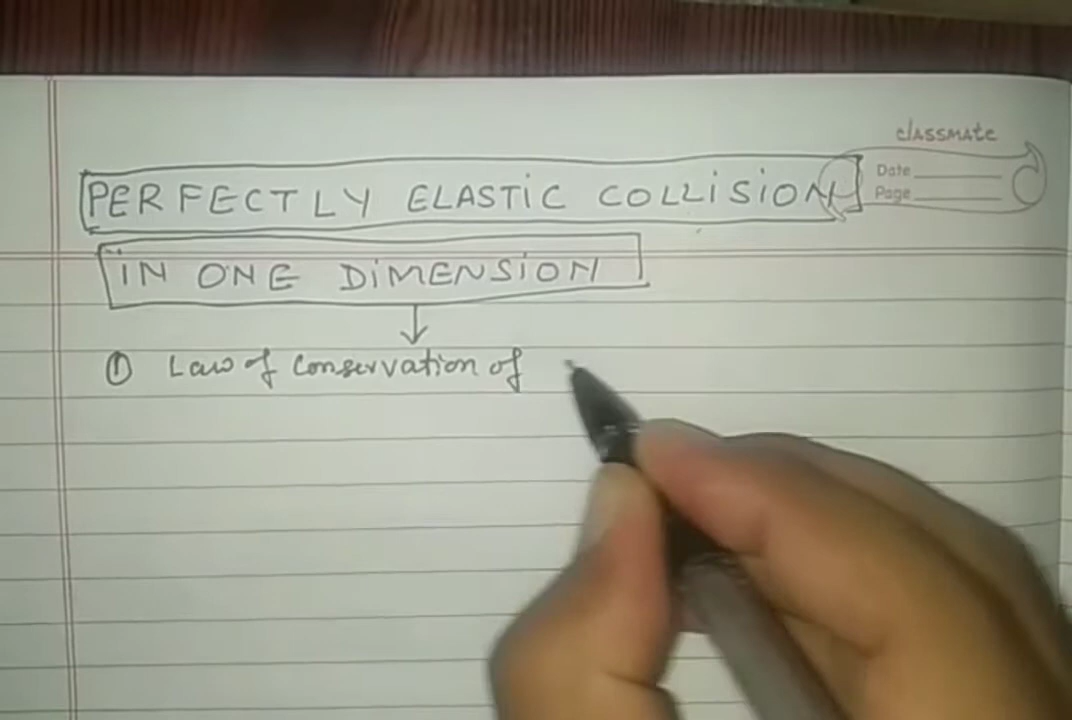 classmate
Date
Page
PERFECTLY ELASTIC COLLISION
IN ONE DIMENSION
① Law of Conservation of